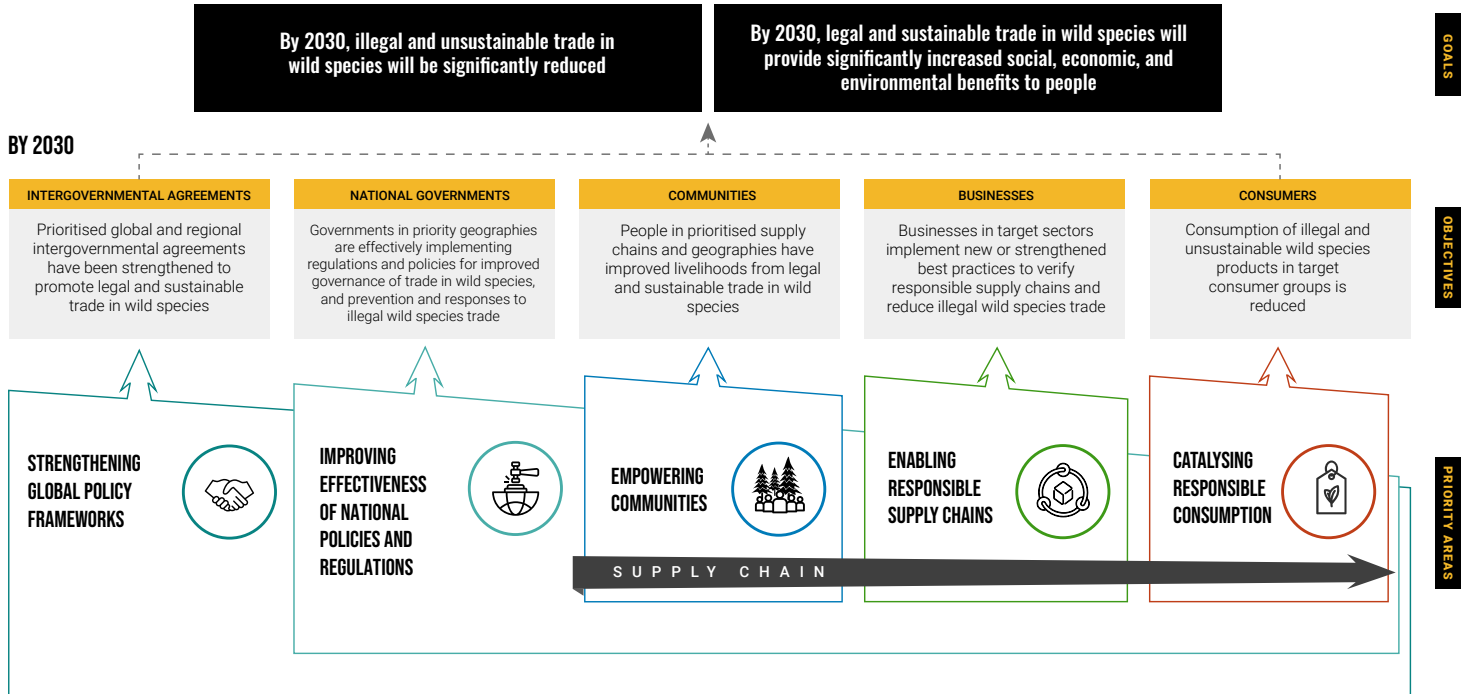 By 2030, illegal and unsustainable trade in
wild species will be significantly reduced
By 2030, legal and sustainable trade in wild species will
provide significantly increased social, economic, and
environmental benefits to people
GOALS
BY 2030
INTERGOVERNMENTAL AGREEMENTS
Prioritised global and regional
intergovernmental agreements
have been strengthened to
promote legal and sustainable
trade in wild species
NATIONAL GOVERNMENTS
Governments in priority geographies
are effectively implementing
regulations and policies for improved
governance of trade in wild species,
and prevention and responses to
illegal wild species trade
COMMUNITIES
People in prioritised supply
chains and geographies have
improved livelihoods from legal
and sustainable trade in wild
species
BUSINESSES
Businesses in target sectors
implement new or strengthened
best practices to verify
responsible supply chains and
reduce illegal wild species trade
CONSUMERS
Consumption of illegal and
unsustainable wild species
products in target
consumer groups is
reduced
OBJECTIVES
STRENGTHENING
GLOBAL POLICY
FRAMEWORKS
IMPROVING
EFFECTIVENESS
OF NATIONAL
POLICIES AND
REGULATIONS
EMPOWERING
COMMUNITIES
ENABLING
RESPONSIBLE
SUPPLY CHAINS
CATALYSING
RESPONSIBLE
CONSUMPTION
PRIORITY AREAS
SUPPLY CHAIN